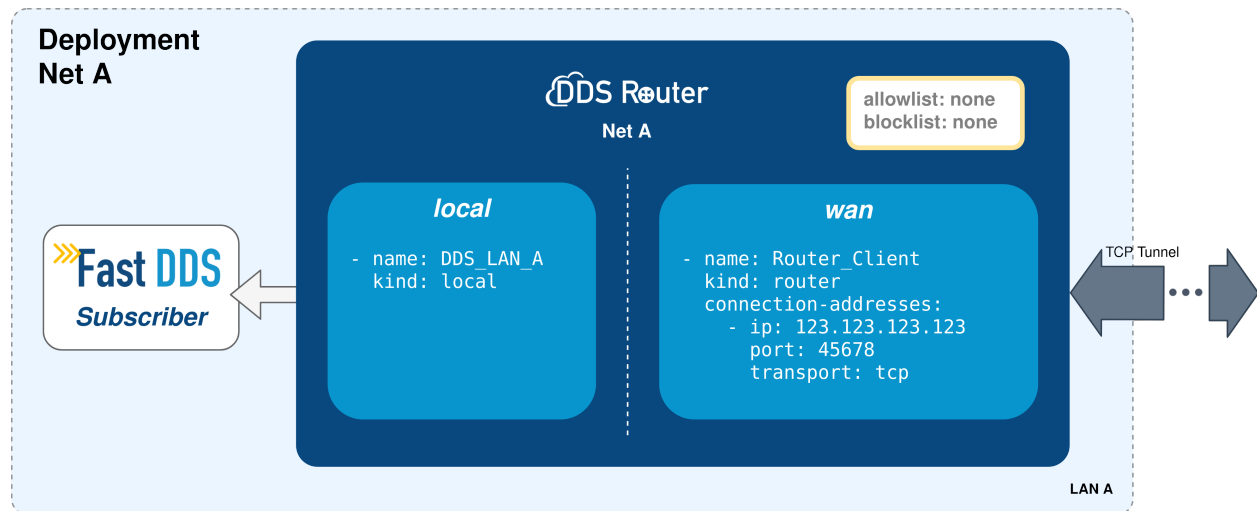 Deployment
Net A
DDS Router
Net A
allowlist: none
blocklist: none
local
- name: DDS_LAN_A
  kind: local
wan
- name: Router_Client
  kind: router
  connection-addresses:
    - ip: 123.123.123.123
      port: 45678
      transport: tcp
Fast DDS
Subscriber
TCP Tunnel
LAN A